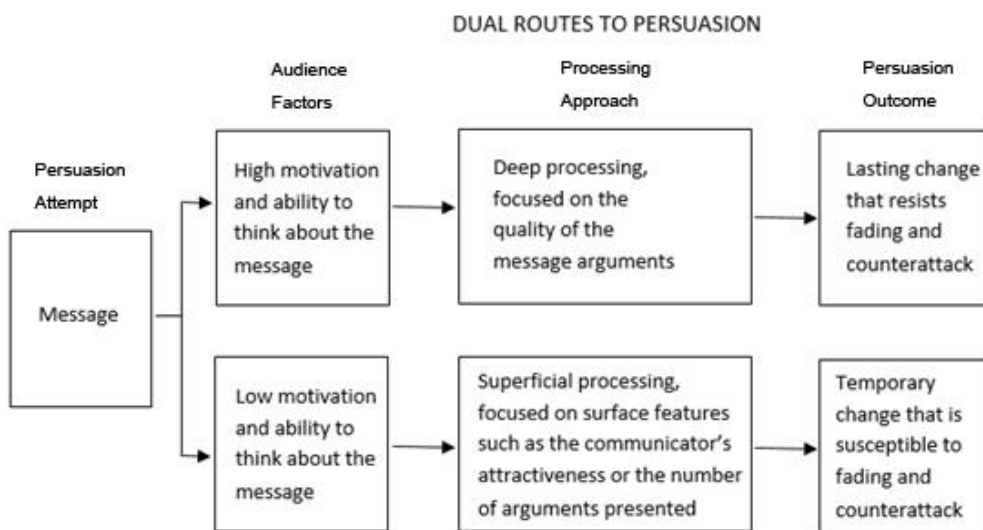 DUAL ROUTES TO PERSUASION
Audience
Factors
Processing
Approach
Persuasion
Outcome
Persuasion
Attempt
Message
High motivation
and ability to
think about the
message
Deep processing,
focused on the
quality of the
message arguments
Lasting change
that resists
fading and
counterattack
Low motivation
and ability to
think about the
message
Superficial processing,
focused on surface features
such as the communicator's
attractiveness or the number
of arguments presented
Temporary
change that is
susceptible to
fading and
counterattack